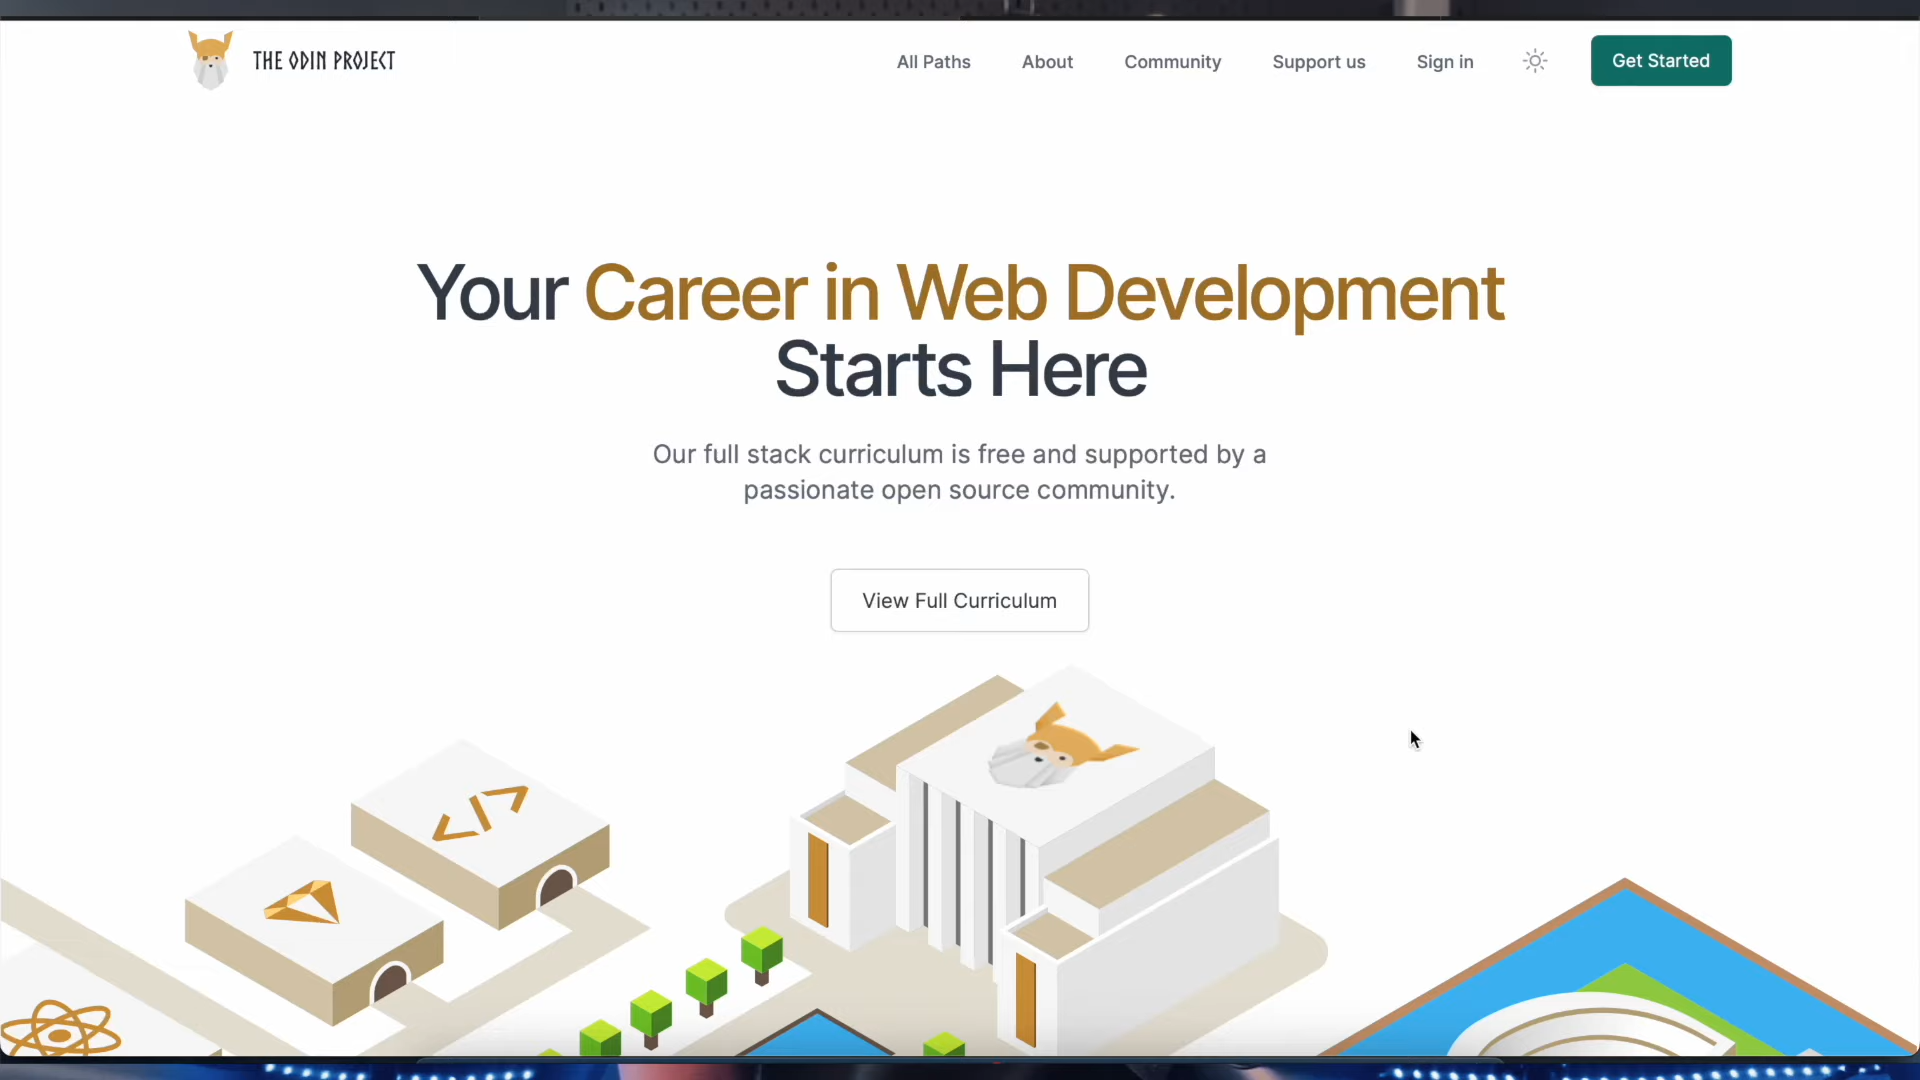 THE ODIN PROJECT
All Paths
About
Community
Support us
Sign in
Get Started
Your Career in Web Development
Starts Here
Our full stack curriculum is free and supported by a
passionate open source community.
View Full Curriculum